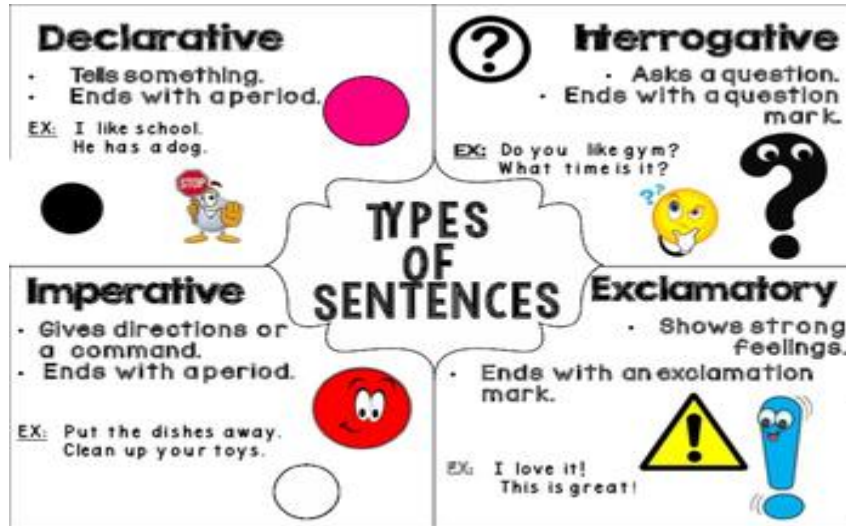 Declarative
• Tells something.
• Ends with a period.
EX: I like school.
He has a dog.
STOP
?
Interrogative
• Asks a question.
• Ends with a question
mark.
EX: Do you like gym?
What time is it?
??
?
TYPES
OF
SENTENCES
Imperative
• Gives directions or
a command.
• Ends with a period.
EX: Put the dishes away.
Clean up your toys.
Exclamatory
• Shows strong
feelings.
• Ends with an exclamation
mark.
!
!
EX: I love it!
This is great!